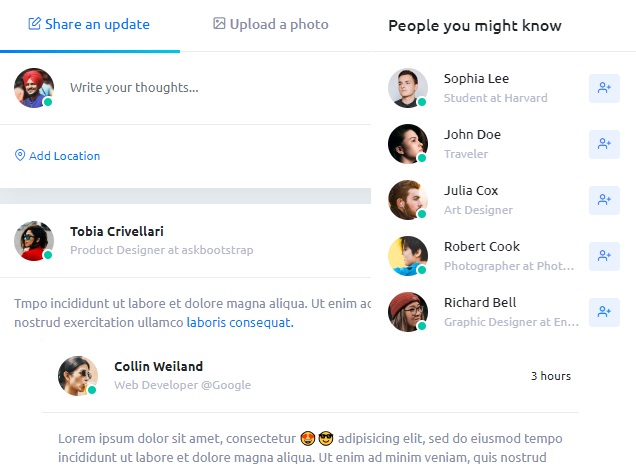 Share an update
Upload a photo
Write your thoughts...
Add Location
Tobia Crivellari
Product Designer at askbootstrap
Tmpo incididunt ut labore et dolore magna aliqua. Ut enim ad
nostrud exercitation ullamco laboris consequat.
People you might know
Sophia Lee
Student at Harvard
John Doe
Traveler
Julia Cox
Art Designer
Robert Cook
Photographer at Phot...
Richard Bell
Graphic Designer at En...
Collin Weiland
Web Developer @Google
3 hours
Lorem ipsum dolor sit amet, consectetur 😍😎 adipisicing elit, sed do eiusmod tempo
incididunt ut labore et dolore magna aliqua. Ut enim ad minim veniam, quis nostrud